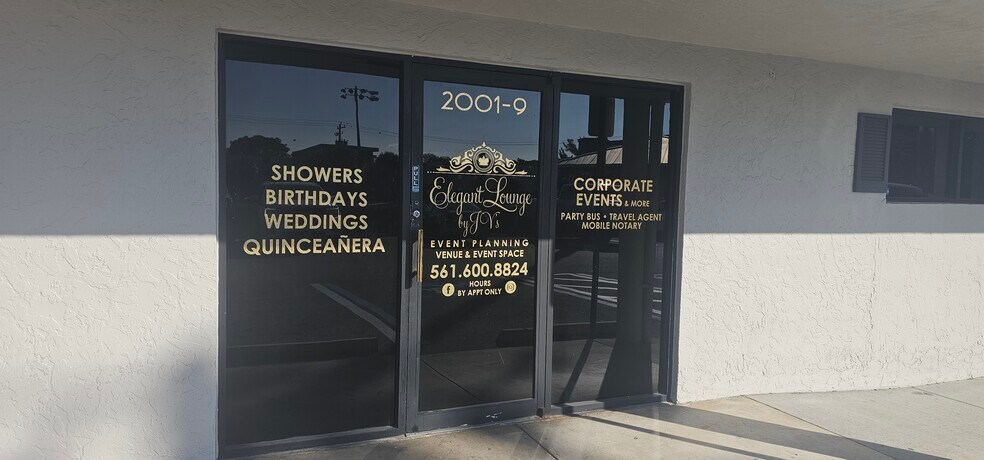 SHOWERS
BIRTHDAYS
WEDDINGS
QUINCEAÑERA
2001-9
Elegant Lounge
by JV's
EVENT PLANNING
VENUE & EVENT SPACE
561.600.8824
HOURS
BY APPT ONLY
CORPORATE
EVENTS & MORE
PARTY BUS • TRAVEL AGENT
MOBILE NOTARY